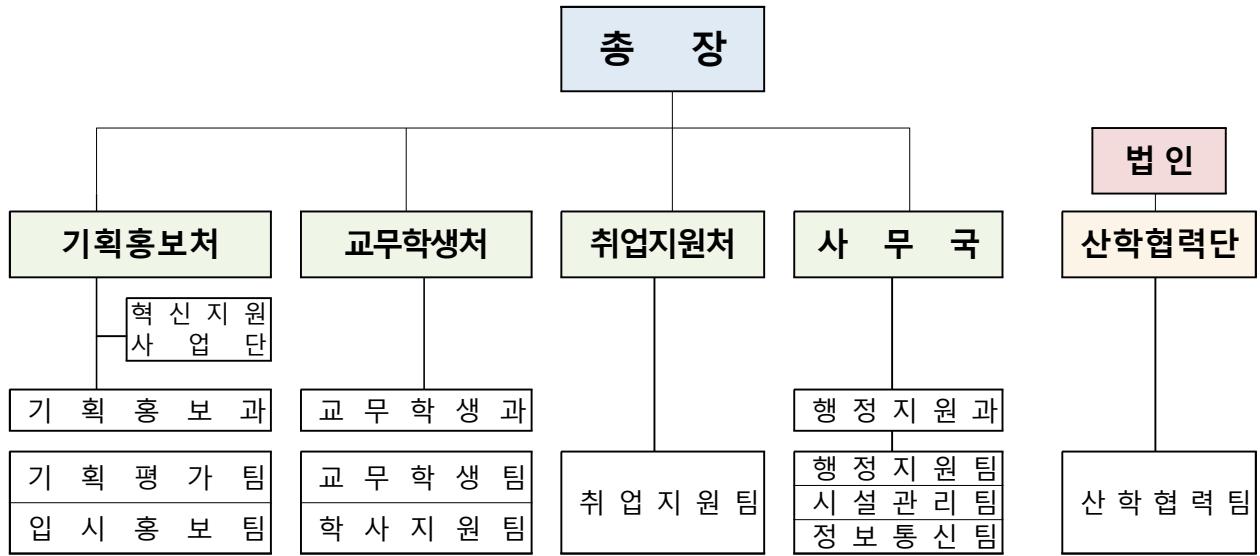 총 장
법 인
기획홍보처
교무학생처
취업지원처
사 무 국
산학협력단
혁 신 지 원
사 업 단
기 획 홍 보 과
교 무 학 생 과
행 정 지 원 과
기 획 평 가 팀
입 시 홍 보 팀
교 무 학 생 팀
학 사 지 원 팀
취 업 지 원 팀
행 정 지 원 팀
시 설 관 리 팀
정 보 통 신 팀
산 학 협 력 팀